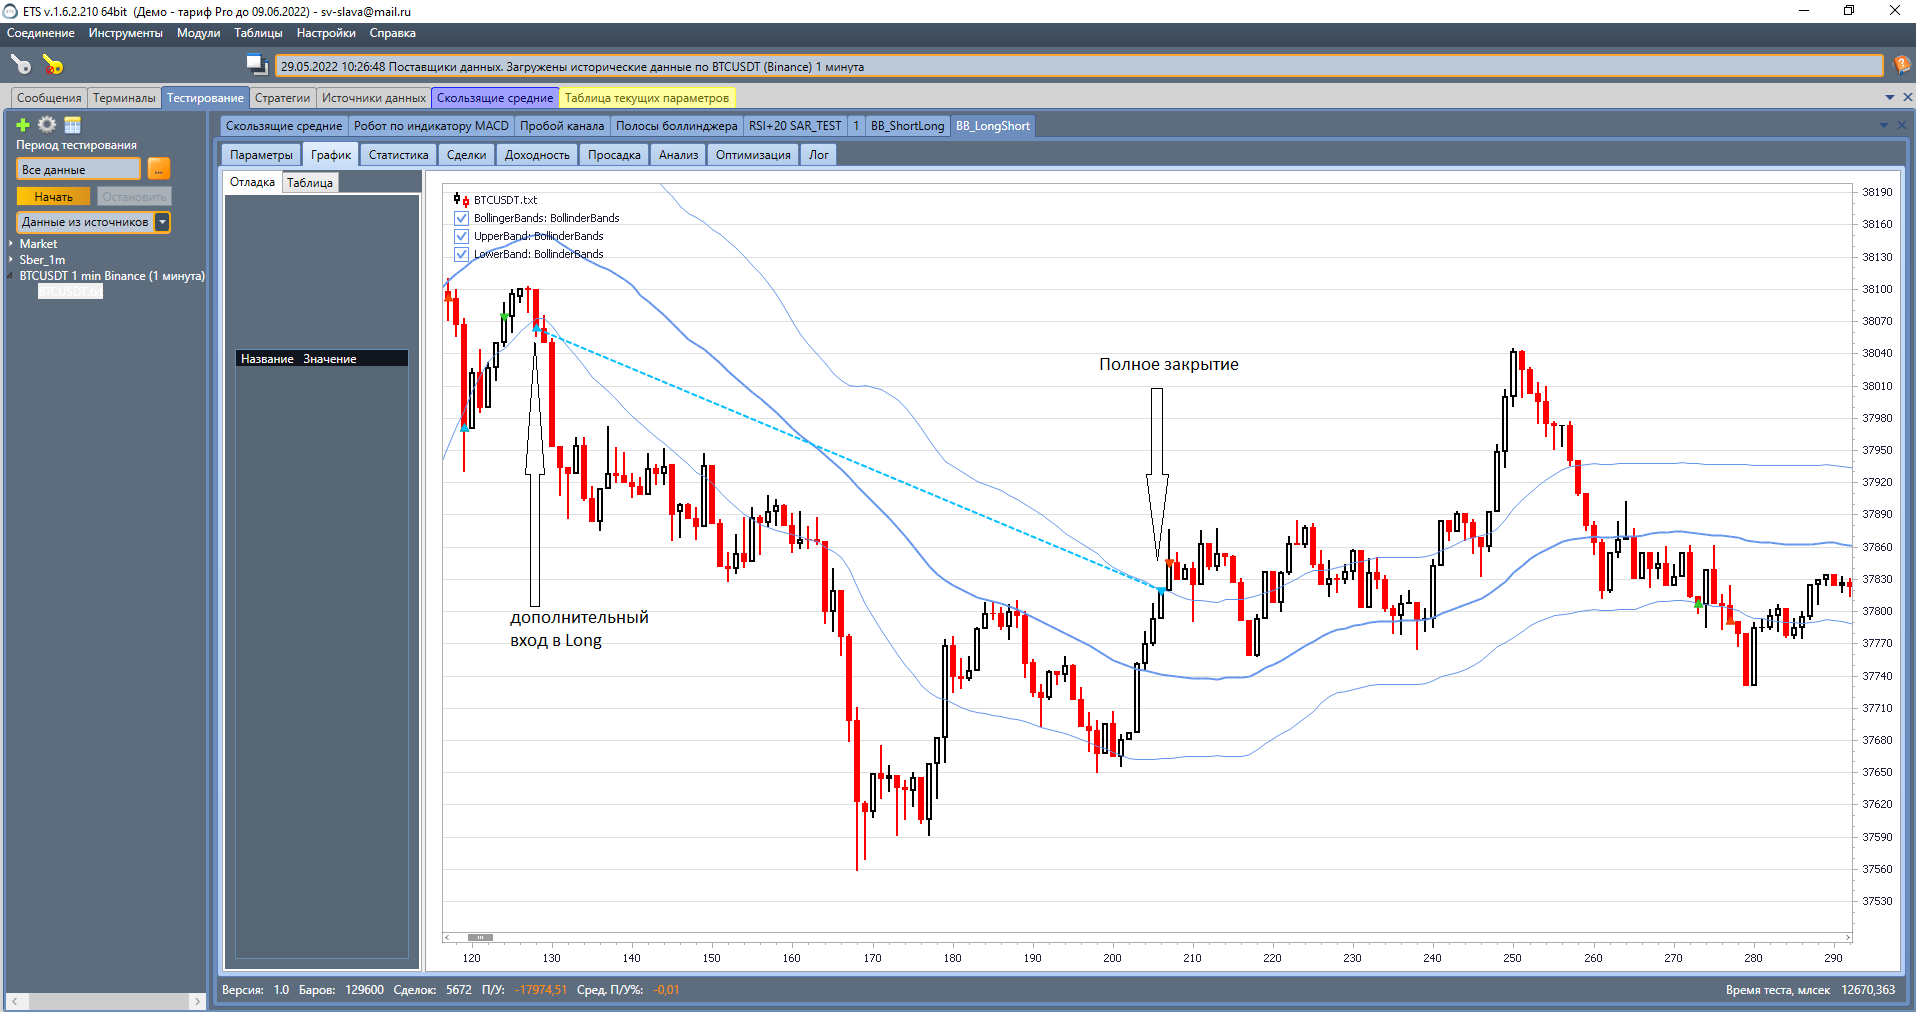 ETS v.1.6.2.210 64bit (Демо - тариф Pro до 09.06.2022) - sv-slava@mail.ru
Соединение Инструменты Модули Таблицы Настройки Справка
29.05.2022 10:26:48 Поставщики данных. Загружены исторические данные по BTCUSDT (Binance) 1 минута
Сообщения Терминалы Тестирование Стратегии Источники данных Скользящие средние Таблица текущих параметров
Скользящие средние Робот по индикатору MACD Пробой канала Полосы боллинджера RSI+20 SAR_TEST 1 BB_ShortLong BB_LongShort
Период тестирования
Все данные ...
Начать Остановить
Данные из источников
Market
Sber_1m
BTCUSDT 1 min Binance (1 минута)
BTCUSDT.txt
Параметры График Статистика Сделки Доходность Просадка Анализ Оптимизация Лог
Отладка Таблица
Название Значение
BTCUSDT.txt
BollingerBands: BollinderBands
UpperBand: BollinderBands
LowerBand: BollinderBands
Полное закрытие
дополнительный
вход в Long
38190
38160
38130
38100
38070
38040
38010
37980
37950
37920
37890
37860
37830
37800
37770
37740
37710
37680
37650
37620
37590
37560
37530
120 130 140 150 160 170 180 190 200 210 220 230 240 250 260 270 280 290
Версия: 1.0 Баров: 129600 Сделок: 5672 П/У: -17974,51 Сред. П/У%: -0,01
Время теста, млсек 12670,363